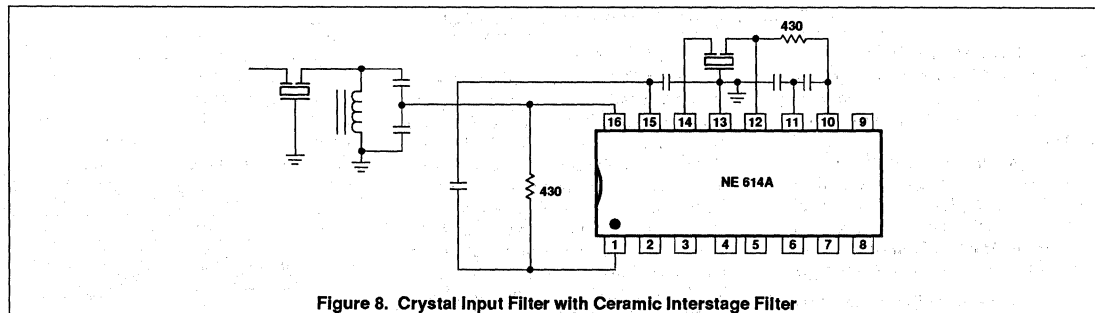 430
16 15 14 13 12 11 10 9
NE 614A
430
1 2 3 4 5 6 7 8
Figure 8. Crystal Input Filter with Ceramic Interstage Filter